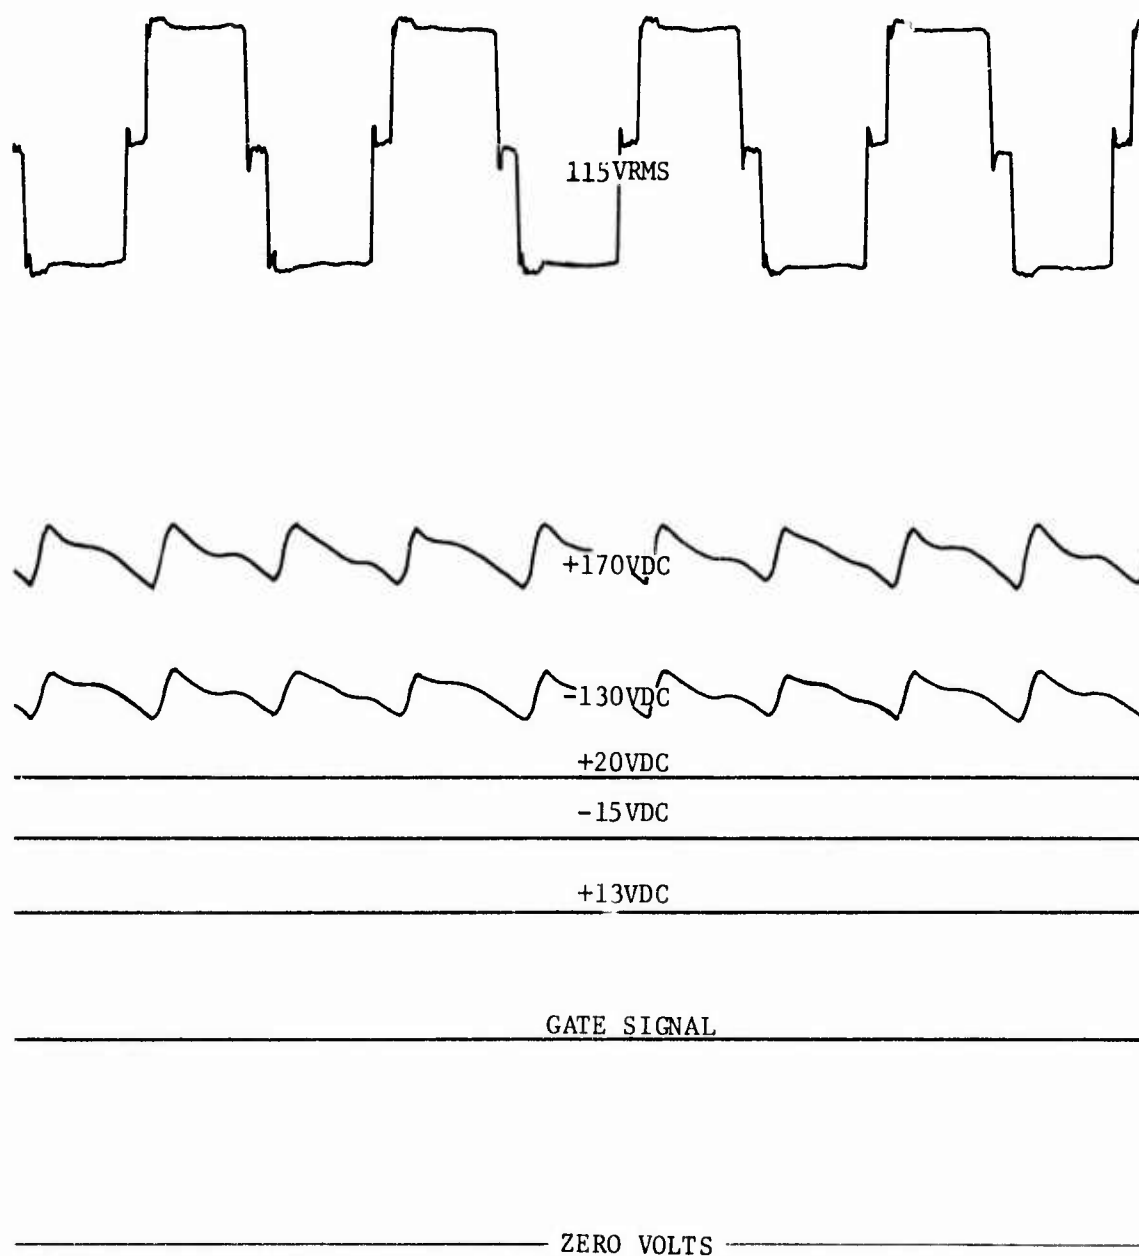 115VRMS
+170VDC
-130VDC
+20VDC
-15VDC
+13VDC
GATE SIGNAL
ZERO VOLTS